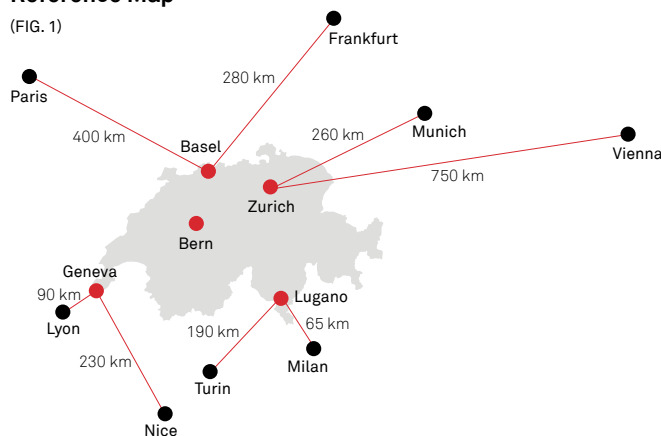 (FIG. 1)
Frankfurt
280 km
Paris
400 km
Basel
260 km
Munich
Vienna
750 km
Zurich
Bern
Geneva
90 km
Lyon
Lugano
190 km
65 km
230 km
Milan
Turin
Nice